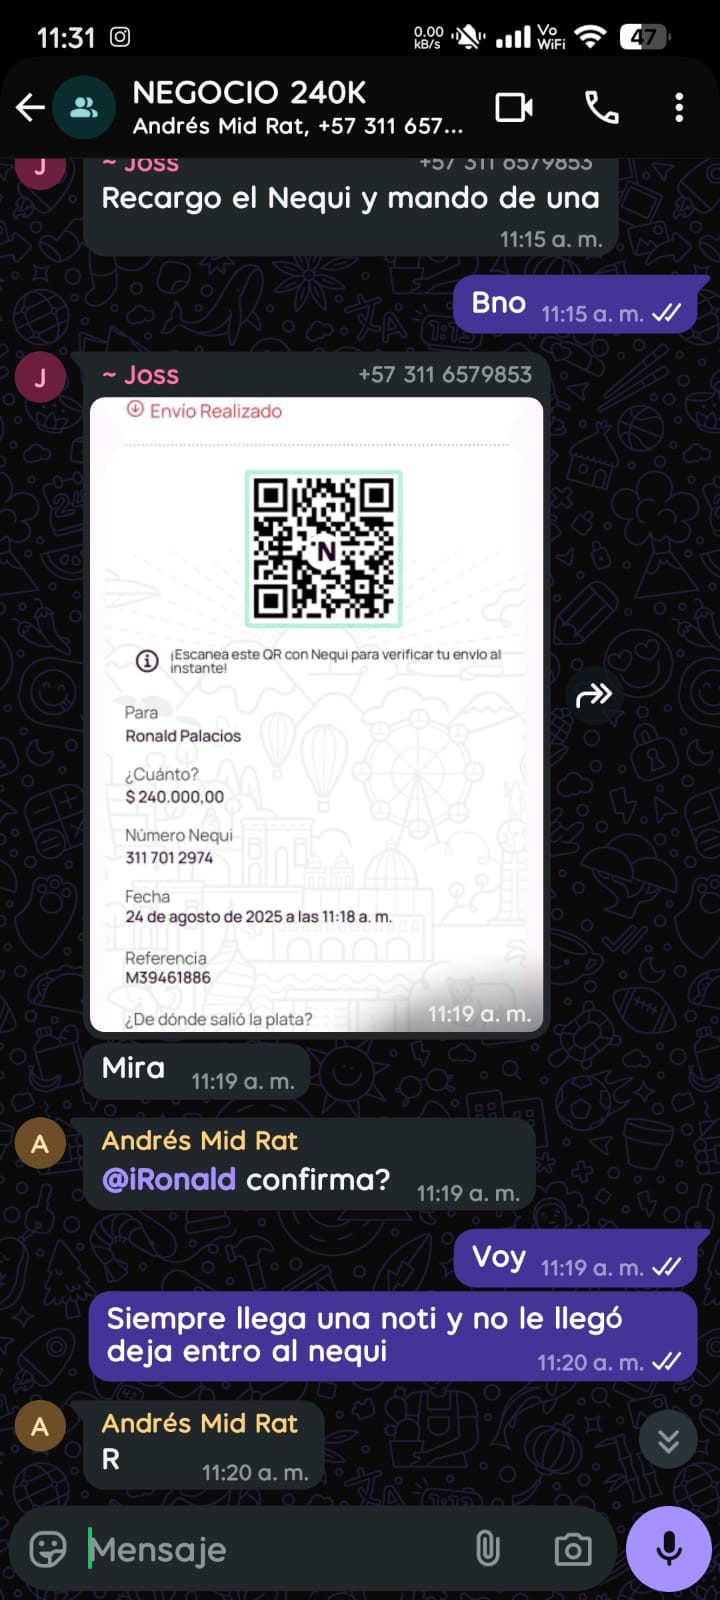 11:31
0.00
kB/s
Vo
WiFi
47
NEGOCIO 240K
Andrés Mid Rat, +57 311 657...
J
~ Joss
+57 311 6579853
Recargo el Nequi y mando de una
11:15 a. m.
Bno
11:15 a. m.
J
~ Joss
+57 311 6579853
Envío Realizado
N
¡Escanea este QR con Nequi para verificar tu envío al
instante!
Para
Ronald Palacios
¿Cuánto?
$ 240.000,00
Número Nequi
311 701 2974
Fecha
24 de agosto de 2025 a las 11:18 a. m.
Referencia
M39461886
¿De dónde salió la plata?
11:19 a. m.
Mira
11:19 a. m.
A
Andrés Mid Rat
@iRonald confirma?
11:19 a. m.
Voy
11:19 a. m.
Siempre llega una noti y no le llegó
deja entro al nequi
11:20 a. m.
A
Andrés Mid Rat
R
11:20 a. m.
Mensaje